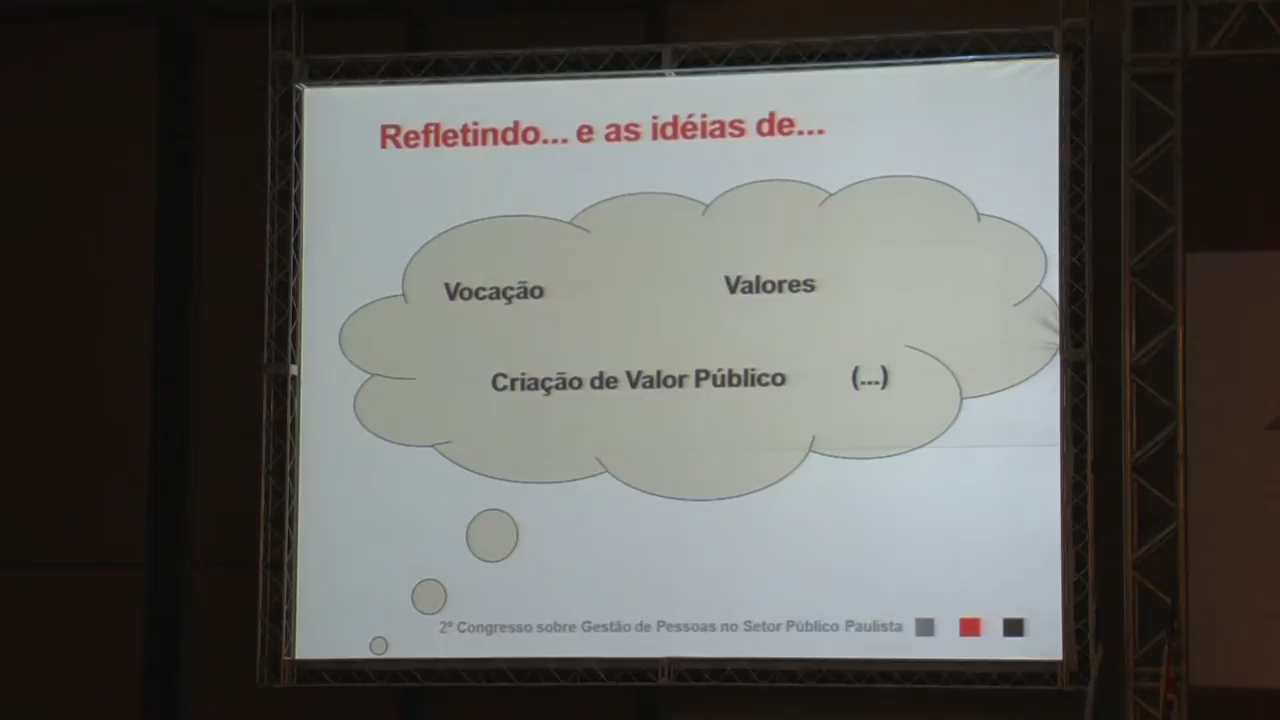 Refletindo... e as idéias de...
Vocação
Valores
Criação de Valor Público
(...)
2º Congresso sobre Gestão de Pessoas no Setor Público Paulista